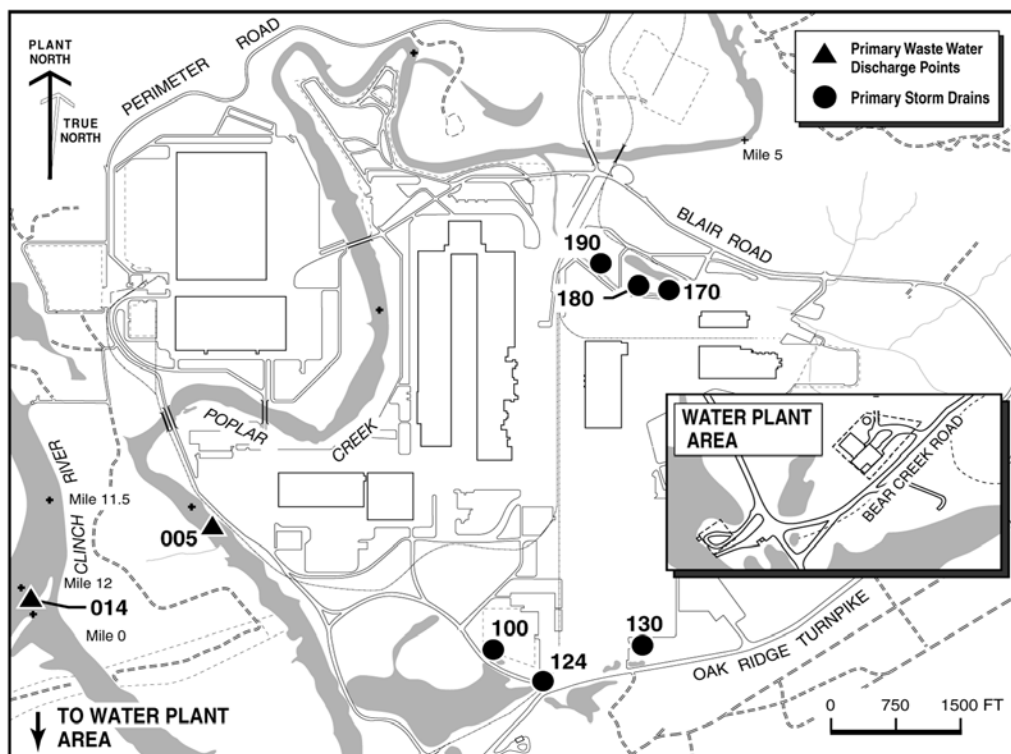 PLANT
NORTH
TRUE
NORTH
PERIMETER ROAD
Primary Waste Water
Discharge Points
Primary Storm Drains
Mile 5
BLAIR ROAD
190
180
170
POPLAR CREEK
WATER PLANT
AREA
BEAR CREEK ROAD
CLINCH RIVER
Mile 11.5
005
Mile 12
014
Mile 0
100
124
130
OAK RIDGE TURNPIKE
TO WATER PLANT
AREA
0 750 1500 FT